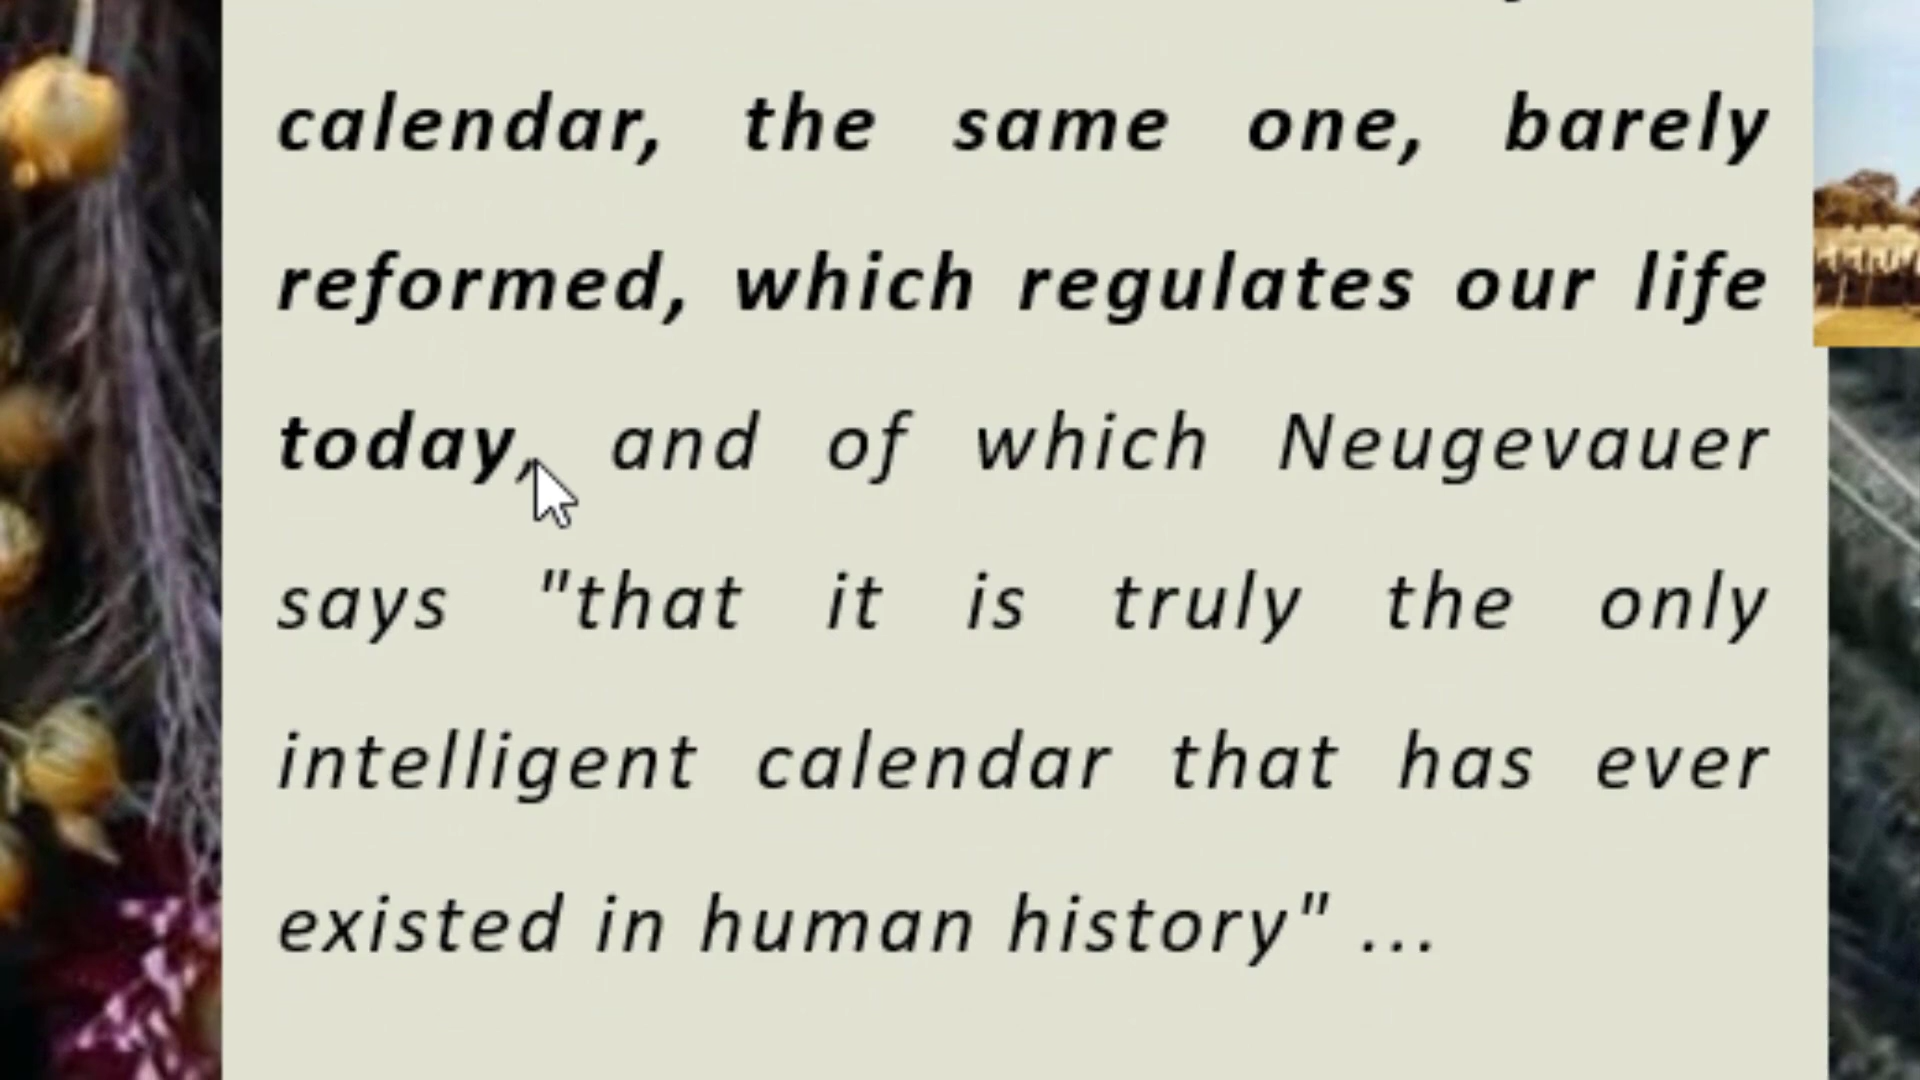 calendar, the same one, barely
reformed, which regulates our life
today, and of which Neugevauer
says "that it is truly the only
intelligent calendar that has ever
existed in human history" ...